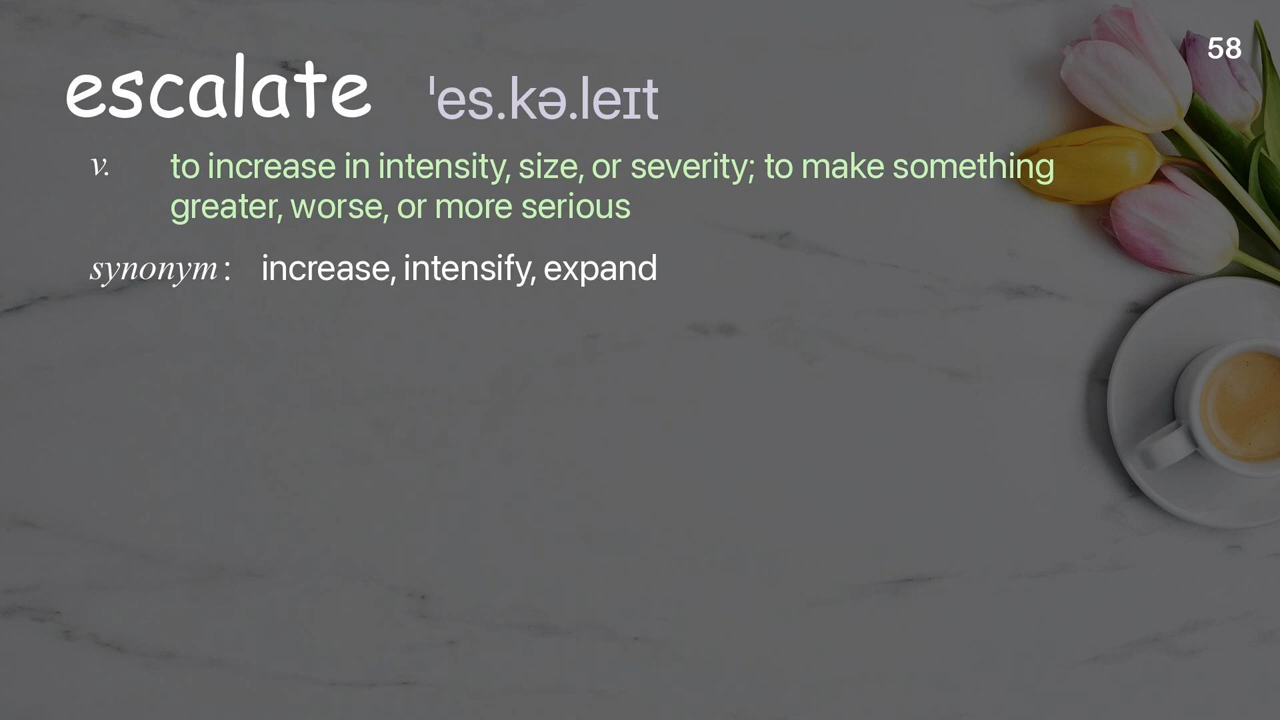 58
escalate ˈes.kə.leɪt
v. to increase in intensity, size, or severity; to make something
greater, worse, or more serious
synonym : increase, intensify, expand